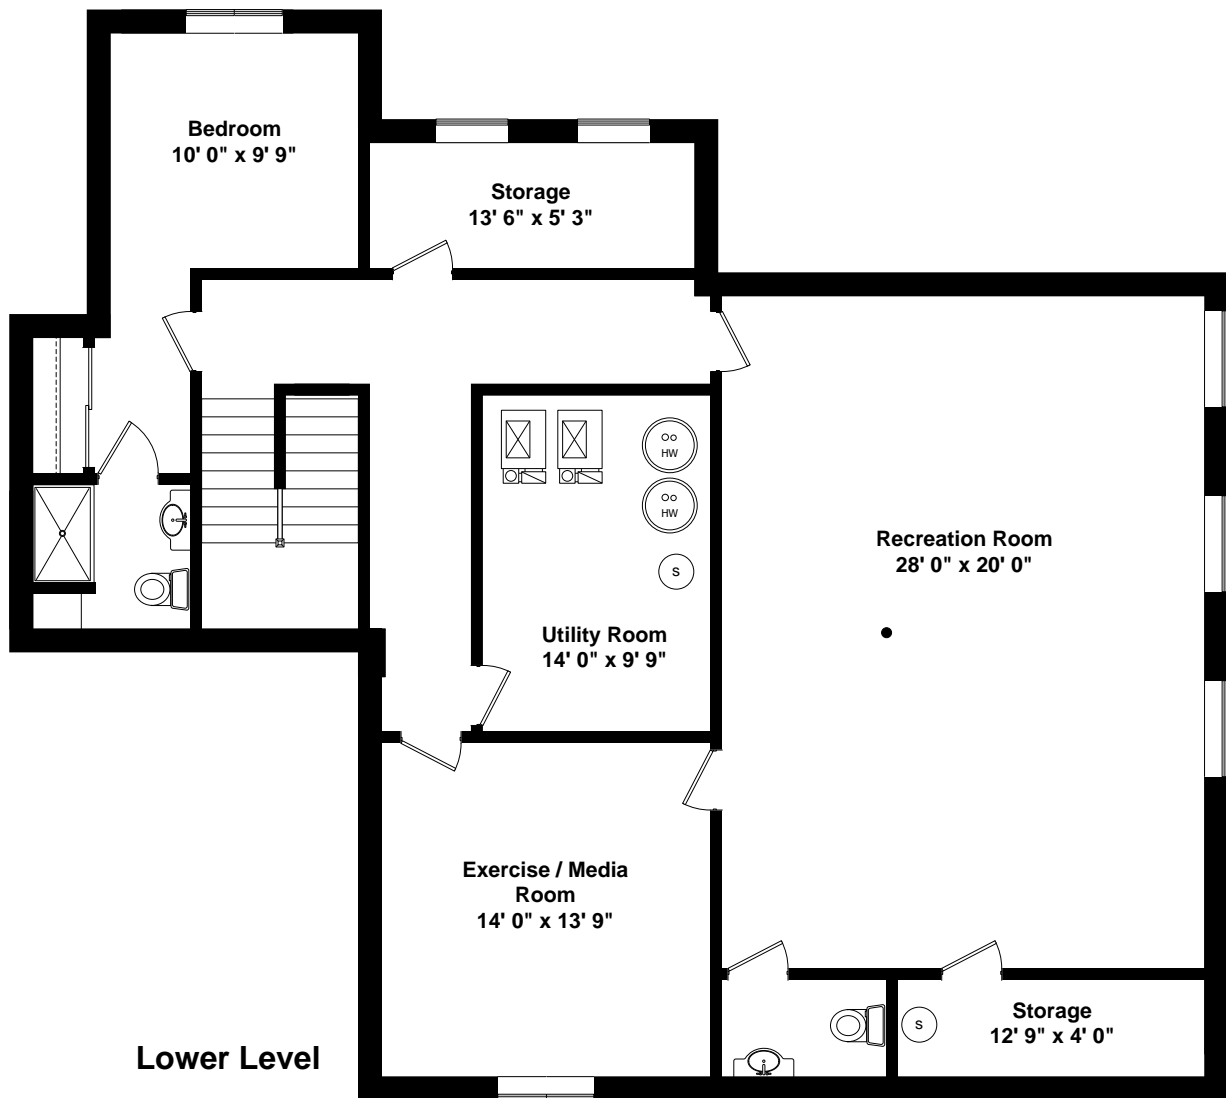 Bedroom
10' 0" x 9' 9"
Storage
13' 6" x 5' 3"
HW
HW
S
Recreation Room
28' 0" x 20' 0"
Utility Room
14' 0" x 9' 9"
Exercise / Media
Room
14' 0" x 13' 9"
S
Storage
12' 9" x 4' 0"
Lower Level